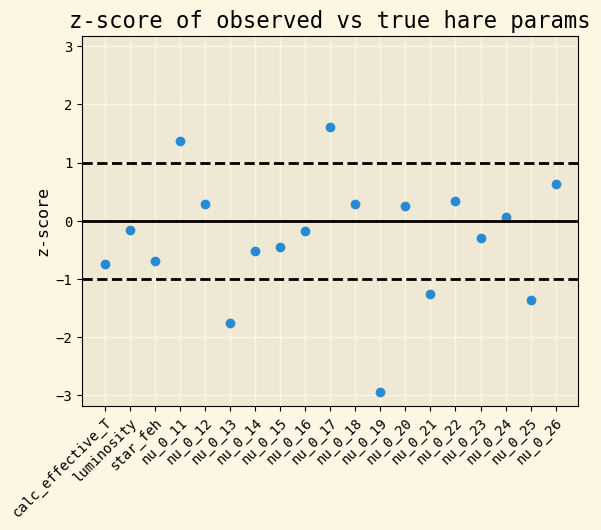 z-score of observed vs true hare params
z-score
3
2
1
0
−1
−2
−3
calc_effective_T
luminosity
star_feh
nu_0_11
nu_0_12
nu_0_13
nu_0_14
nu_0_15
nu_0_16
nu_0_17
nu_0_18
nu_0_19
nu_0_20
nu_0_21
nu_0_22
nu_0_23
nu_0_24
nu_0_25
nu_0_26